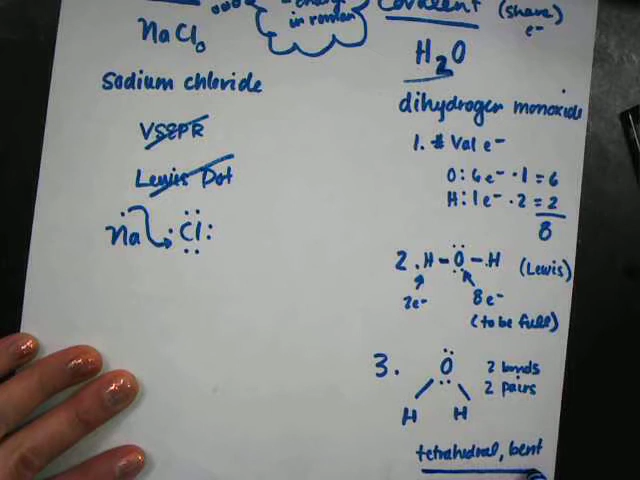 in roman
NaCl
Sodium chloride
VSEPR
Lewis Dot
Na Cl
Covalent (share)
e-
H2O
dihydrogen monoxide
1. # Val e-
O: 6e- · 1 = 6
H: 1e- · 2 = 2
8
2. H-O-H (Lewis)
2e- 8e-
(to be full)
3. O 2 bonds
2 pairs
H H
tetrahedral, bent